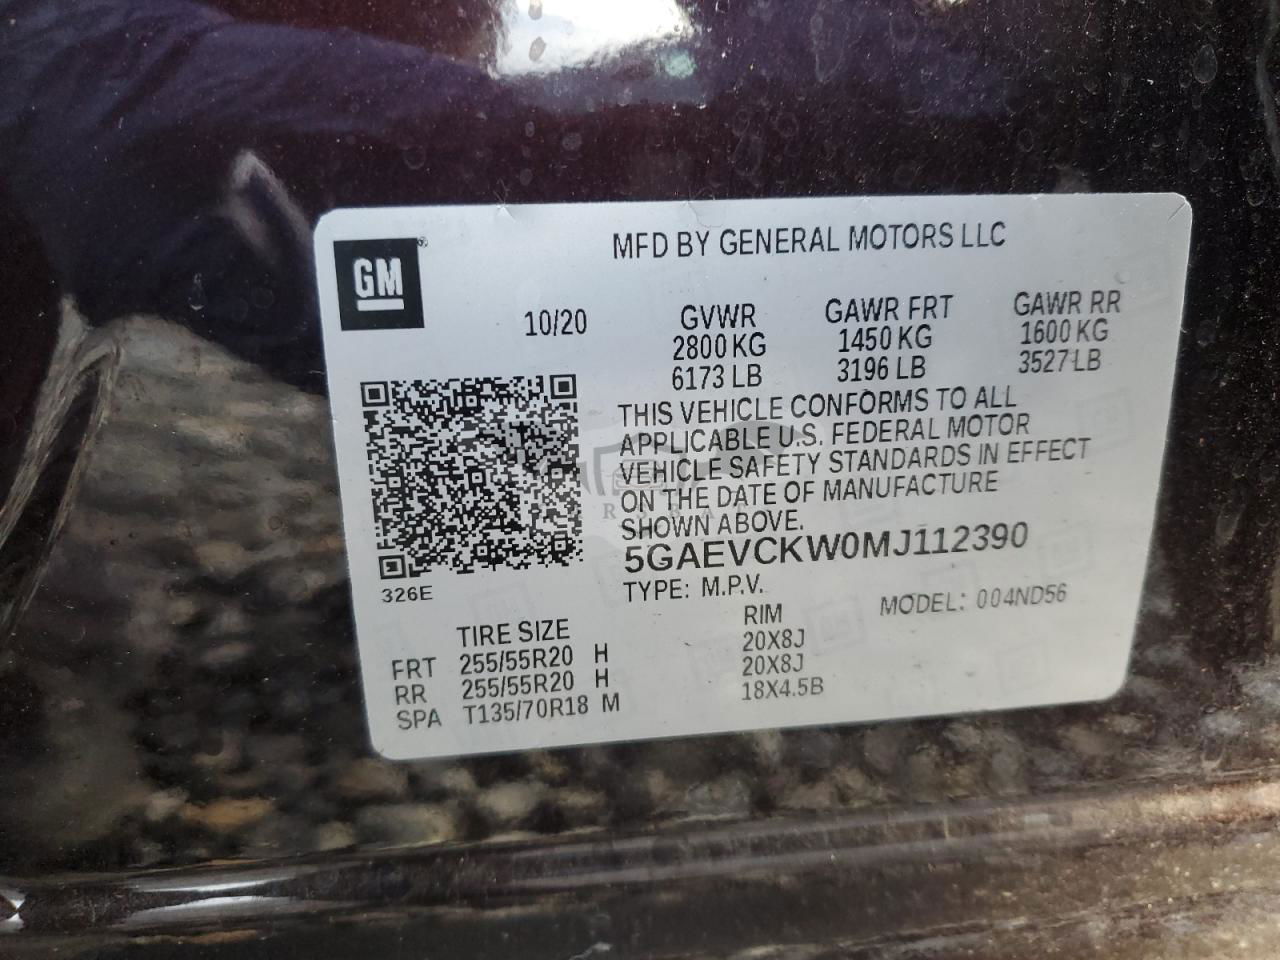 MFD BY GENERAL MOTORS LLC
GM
10/20
GVWR GAWR FRT GAWR RR
2800 KG 1450 KG 1600 KG
6173 LB 3196 LB 3527 LB
THIS VEHICLE CONFORMS TO ALL
APPLICABLE U.S. FEDERAL MOTOR
VEHICLE SAFETY STANDARDS IN EFFECT
ON THE DATE OF MANUFACTURE
SHOWN ABOVE.
5GAEVCKW0MJ112390
TYPE: M.P.V. MODEL: 004ND56
326E
TIRE SIZE RIM
FRT 255/55R20 H 20X8J
RR 255/55R20 H 20X8J
SPA T135/70R18 M 18X4.5B